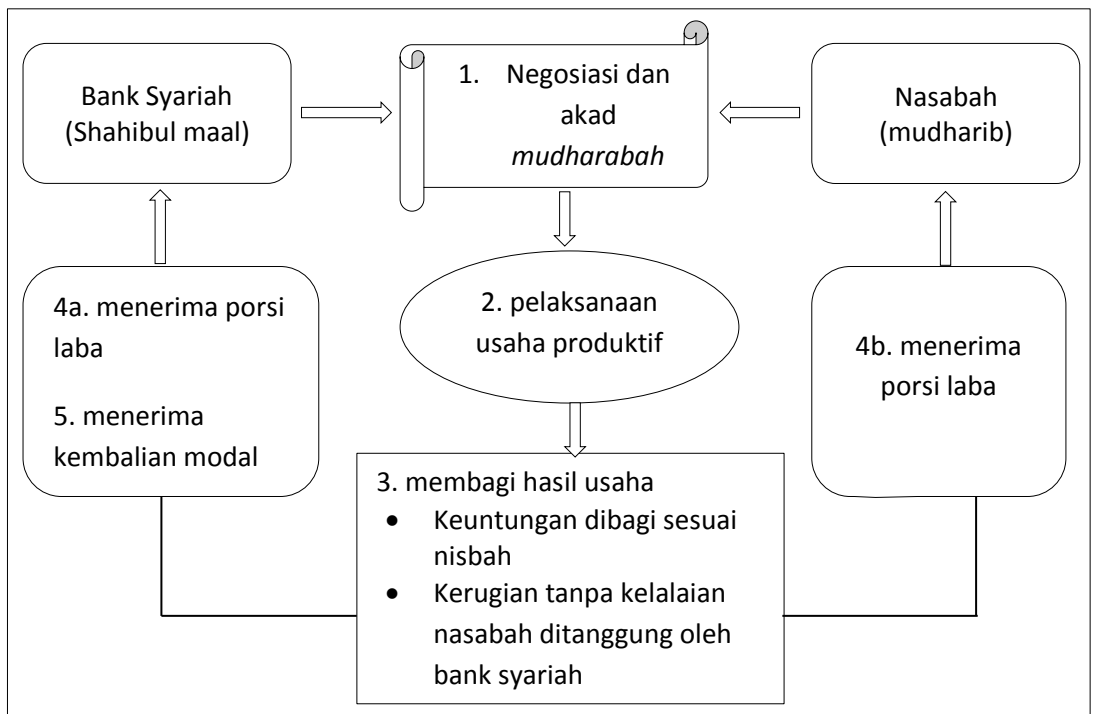 Bank Syariah
(Shahibul maal)
1. Negosiasi dan
akad
mudharabah
Nasabah
(mudharib)
4a. menerima porsi
laba
5. menerima
kembalian modal
2. pelaksanaan
usaha produktif
4b. menerima
porsi laba
3. membagi hasil usaha
• Keuntungan dibagi sesuai
nisbah
• Kerugian tanpa kelalaian
nasabah ditanggung oleh
bank syariah